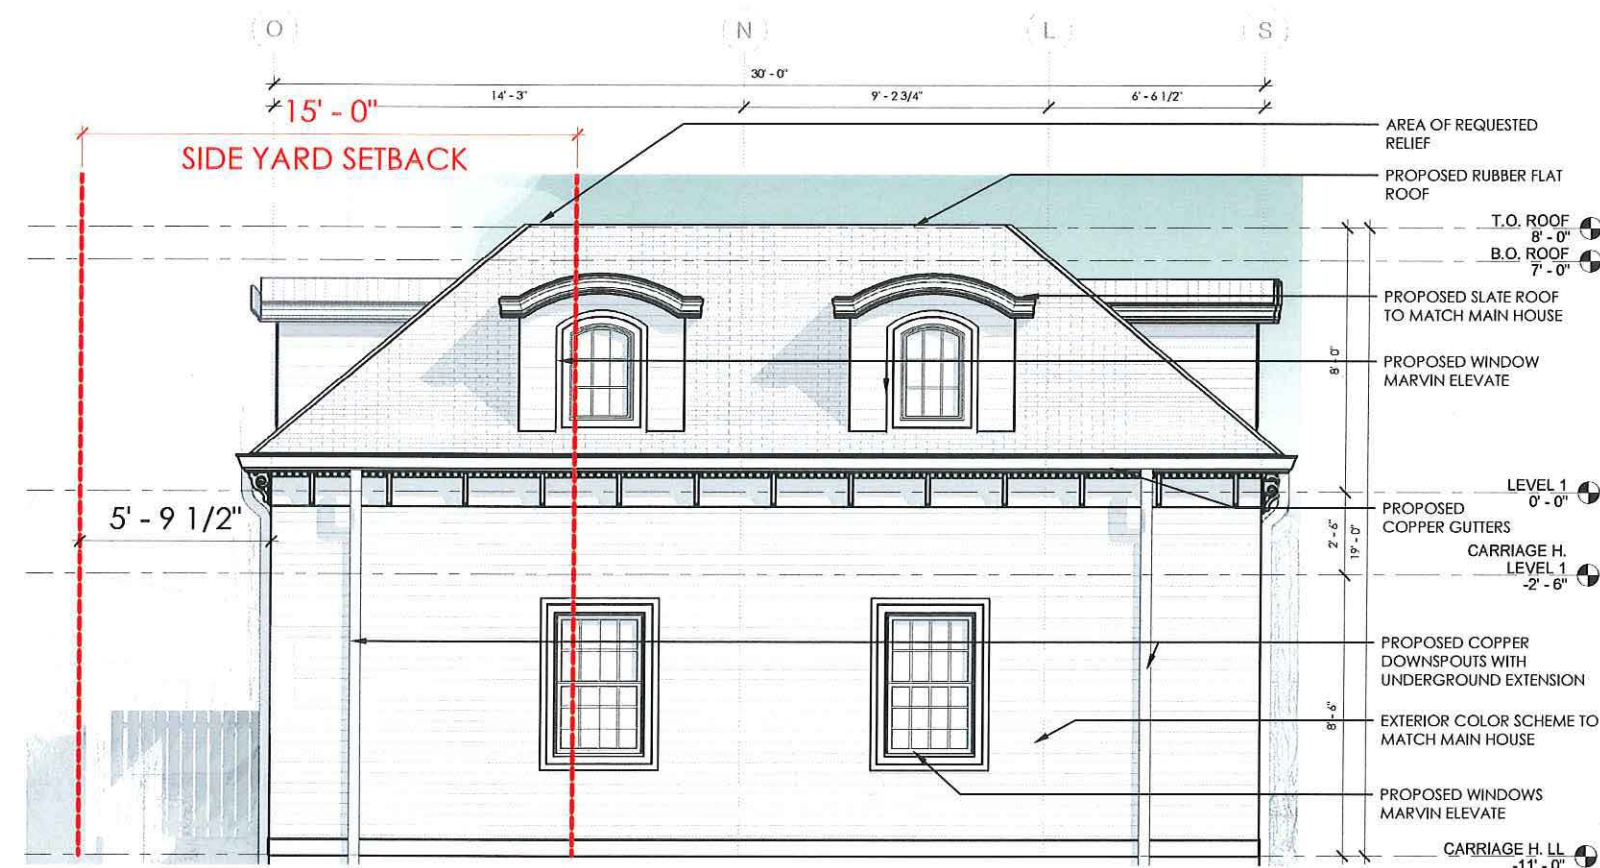 O N L S
30' - 0"
14' - 3" 9' - 2 3/4" 6' - 6 1/2"
15' - 0"
SIDE YARD SETBACK
AREA OF REQUESTED
RELIEF
PROPOSED RUBBER FLAT
ROOF
T.O. ROOF
8' - 0"
B.O. ROOF
7' - 0"
PROPOSED SLATE ROOF
TO MATCH MAIN HOUSE
8' - 0"
PROPOSED WINDOW
MARVIN ELEVATE
LEVEL 1
0' - 0"
5' - 9 1/2"
PROPOSED
COPPER GUTTERS
2' - 6"
19' - 0"
CARRIAGE H.
LEVEL 1
-2' - 6"
PROPOSED COPPER
DOWNSPOUTS WITH
UNDERGROUND EXTENSION
8' - 6"
EXTERIOR COLOR SCHEME TO
MATCH MAIN HOUSE
PROPOSED WINDOWS
MARVIN ELEVATE
CARRIAGE H. LL
-11' - 0"